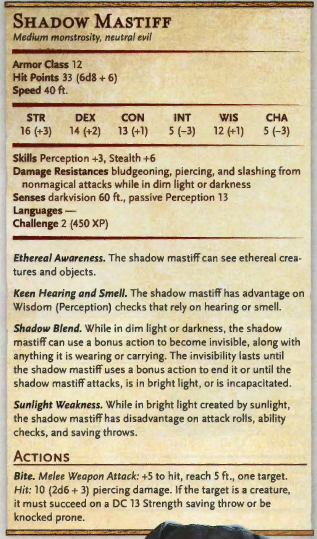 Shadow Mastiff
Medium monstrosity, neutral evil
Armor Class 12
Hit Points 33 (6d8 + 6)
Speed 40 ft.
STR DEX CON INT WIS CHA
16 (+3) 14 (+2) 13 (+1) 5 (−3) 12 (+1) 5 (−3)
Skills Perception +3, Stealth +6
Damage Resistances bludgeoning, piercing, and slashing from
nonmagical attacks while in dim light or darkness
Senses darkvision 60 ft., passive Perception 13
Languages —
Challenge 2 (450 XP)
Ethereal Awareness. The shadow mastiff can see ethereal crea-
tures and objects.
Keen Hearing and Smell. The shadow mastiff has advantage on
Wisdom (Perception) checks that rely on hearing or smell.
Shadow Blend. While in dim light or darkness, the shadow
mastiff can use a bonus action to become invisible, along with
anything it is wearing or carrying. The invisibility lasts until
the shadow mastiff uses a bonus action to end it or until the
shadow mastiff attacks, is in bright light, or is incapacitated.
Sunlight Weakness. While in bright light created by sunlight,
the shadow mastiff has disadvantage on attack rolls, ability
checks, and saving throws.
Actions
Bite. Melee Weapon Attack: +5 to hit, reach 5 ft., one target.
Hit: 10 (2d6 + 3) piercing damage. If the target is a creature,
it must succeed on a DC 13 Strength saving throw or be
knocked prone.